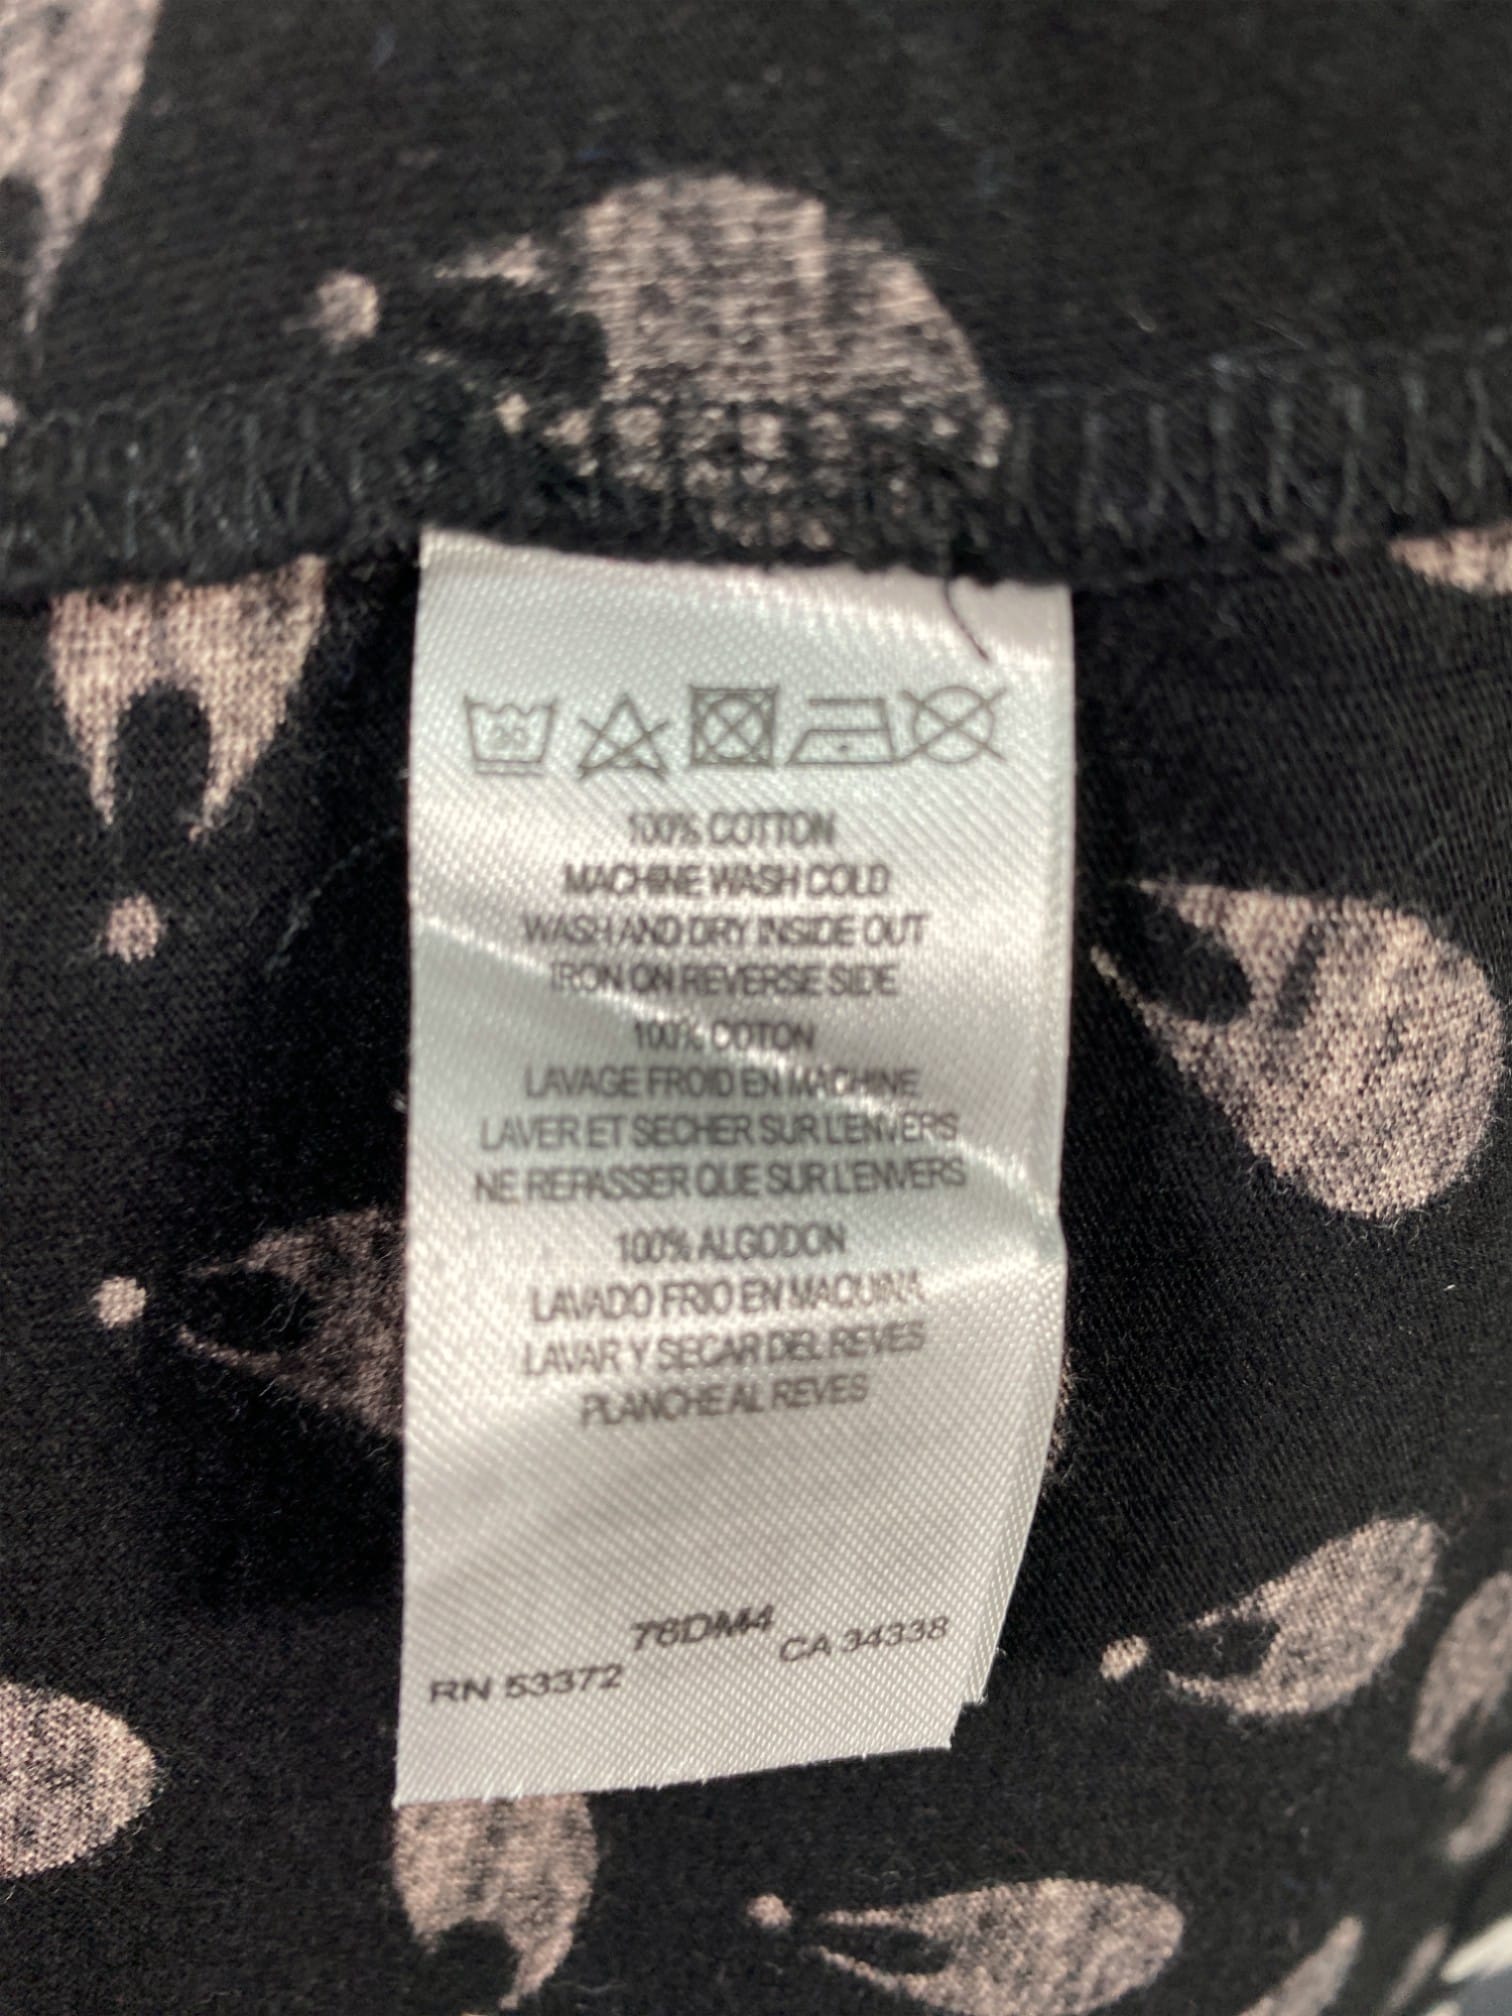 100% COTTON
MACHINE WASH COLD
WASH AND DRY INSIDE OUT
IRON ON REVERSE SIDE
100% COTON
LAVAGE FROID EN MACHINE
LAVER ET SECHER SUR L'ENVERS
NE REPASSER QUE SUR L'ENVERS
100% ALGODON
LAVADO FRIO EN MAQUINA
LAVAR Y SECAR DEL REVES
PLANCHE AL REVES
76DM4
RN 53372 CA 34338